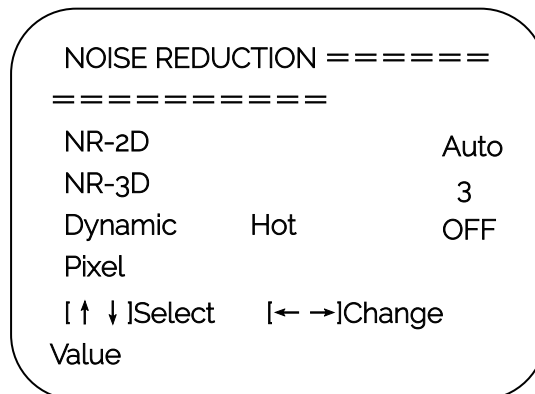 NOISE REDUCTION ======
==========
NR-2D Auto
NR-3D 3
Dynamic Hot OFF
Pixel
[↑ ↓]Select [← →]Change
Value